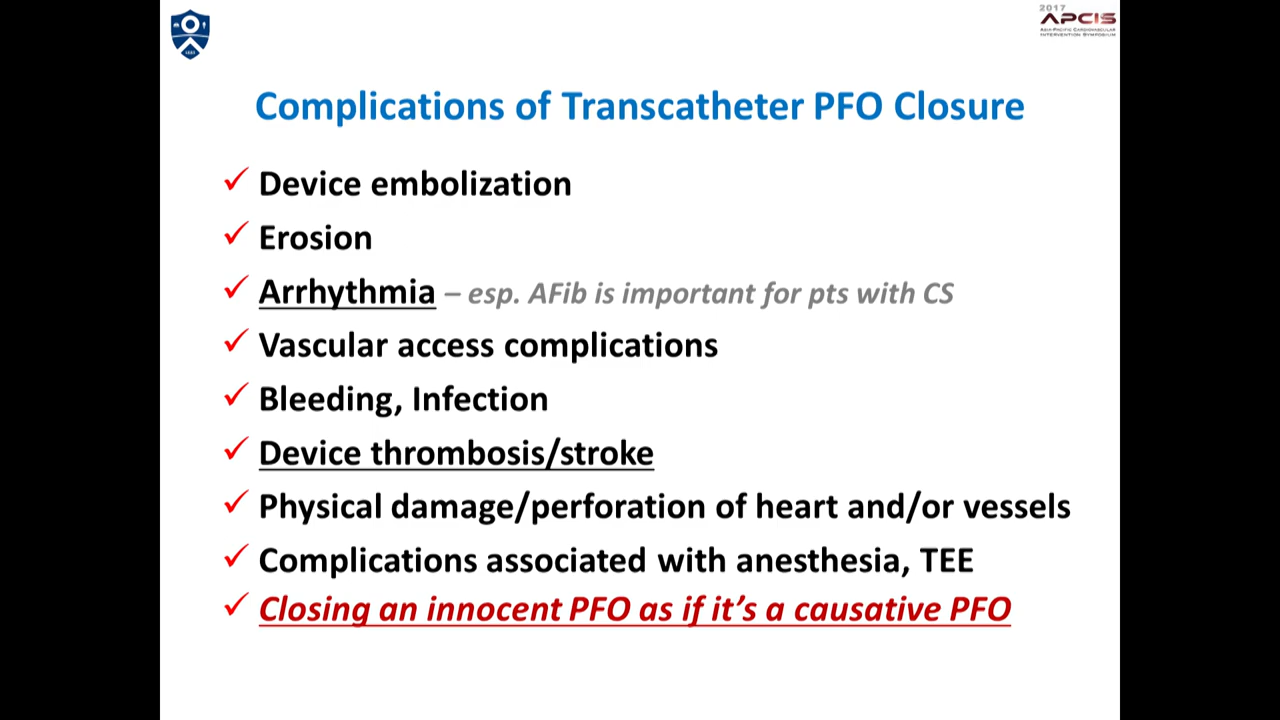 2017
APCIS
ASIA-PACIFIC CARDIOVASCULAR
INTERVENTION SYMPOSIUM
Complications of Transcatheter PFO Closure
✓ Device embolization
✓ Erosion
✓ Arrhythmia – esp. AFib is important for pts with CS
✓ Vascular access complications
✓ Bleeding, Infection
✓ Device thrombosis/stroke
✓ Physical damage/perforation of heart and/or vessels
✓ Complications associated with anesthesia, TEE
✓ Closing an innocent PFO as if it’s a causative PFO